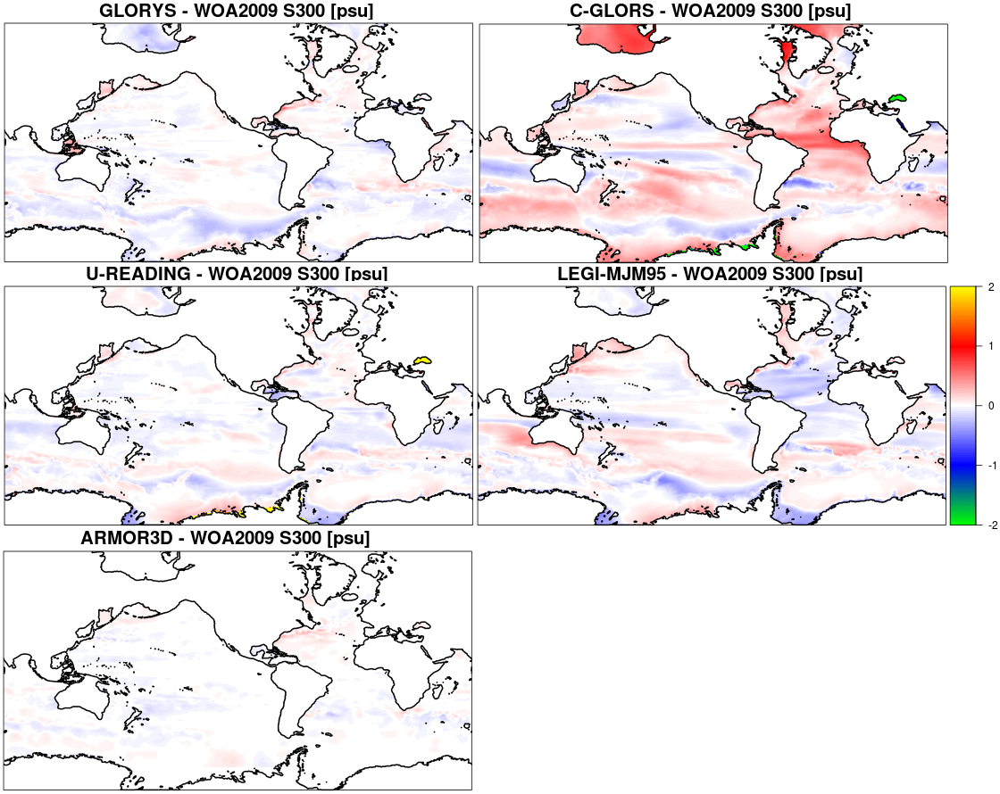 GLORYS - WOA2009 S300 [psu]
C-GLORS - WOA2009 S300 [psu]
U-READING - WOA2009 S300 [psu]
LEGI-MJM95 - WOA2009 S300 [psu]
2
1
0
-1
-2
ARMOR3D - WOA2009 S300 [psu]